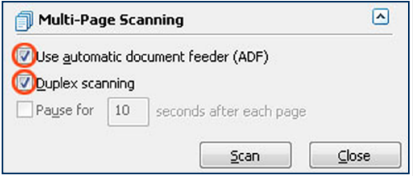 Multi-Page Scanning
Use automatic document feeder (ADF)
Duplex scanning
Pause for 10 seconds after each page
Scan Close